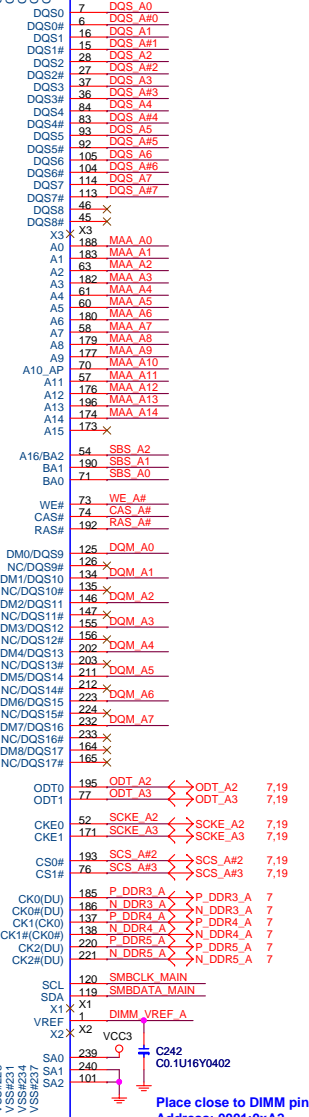 DQS0 7 DQS_A0
DQS0# 6 DQS_A#0
DQS1 16 DQS_A1
DQS1# 15 DQS_A#1
DQS2 28 DQS_A2
DQS2# 27 DQS_A#2
DQS3 37 DQS_A3
DQS3# 36 DQS_A#3
DQS4 84 DQS_A4
DQS4# 83 DQS_A#4
DQS5 93 DQS_A5
DQS5# 92 DQS_A#5
DQS6 105 DQS_A6
DQS6# 104 DQS_A#6
DQS7 114 DQS_A7
DQS7# 113 DQS_A#7
DQS8 46
DQS8# 45
X3 X3
A0 188 MAA_A0
A1 183 MAA_A1
A2 63 MAA_A2
A3 182 MAA_A3
A4 61 MAA_A4
A5 60 MAA_A5
A6 180 MAA_A6
A7 58 MAA_A7
A8 179 MAA_A8
A9 177 MAA_A9
A10_AP 70 MAA_A10
A11 57 MAA_A11
A12 176 MAA_A12
A13 196 MAA_A13
A14 174 MAA_A14
A15 173
A16/BA2 54 SBS_A2
BA1 190 SBS_A1
BA0 71 SBS_A0
WE# 73 WE_A#
CAS# 74 CAS_A#
RAS# 192 RAS_A#
DM0/DQS9 125 DQM_A0
NC/DQS9# 126
DM1/DQS10 134 DQM_A1
NC/DQS10# 135
DM2/DQS11 146 DQM_A2
NC/DQS11# 147
DM3/DQS12 155 DQM_A3
NC/DQS12# 156
DM4/DQS13 202 DQM_A4
NC/DQS13# 203
DM5/DQS14 211 DQM_A5
NC/DQS14# 212
DM6/DQS15 223 DQM_A6
NC/DQS15# 224
DM7/DQS16 232 DQM_A7
NC/DQS16# 233
DM8/DQS17 164
NC/DQS17# 165
ODT0 195 ODT_A2 ODT_A2 7,19
ODT1 77 ODT_A3 ODT_A3 7,19
CKE0 52 SCKE_A2 SCKE_A2 7,19
CKE1 171 SCKE_A3 SCKE_A3 7,19
CS0# 193 SCS_A#2 SCS_A#2 7,19
CS1# 76 SCS_A#3 SCS_A#3 7,19
CK0(DU) 185 P_DDR3_A P_DDR3_A 7
CK0#(DU) 186 N_DDR3_A N_DDR3_A 7
CK1(CK0) 137 P_DDR4_A P_DDR4_A 7
CK1#(CK0#) 138 N_DDR4_A N_DDR4_A 7
CK2(DU) 220 P_DDR5_A P_DDR5_A 7
CK2#(DU) 221 N_DDR5_A N_DDR5_A 7
SCL 120 SMBCLK_MAIN
SDA 119 SMBDATA_MAIN
X1 X1
VREF 1 DIMM_VREF_A
X2 X2
VCC3
SA0 239
SA1 240
SA2 101
C242
C0.1U16Y0402
VSS#231
VSS#237
Place close to DIMM pin